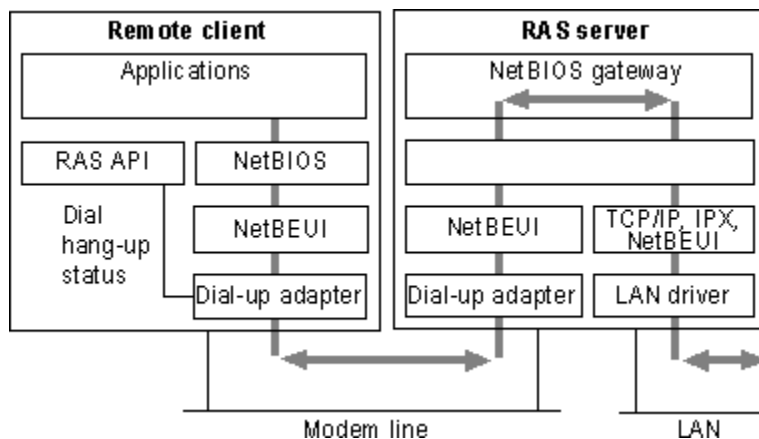 Remote client
Applications
RAS API
NetBIOS
Dial
hang-up
status
NetBEUI
Dial-up adapter
RAS server
NetBIOS gateway
NetBEUI
TCP/IP, IPX,
NetBEUI
Dial-up adapter
LAN driver
Modem line
LAN